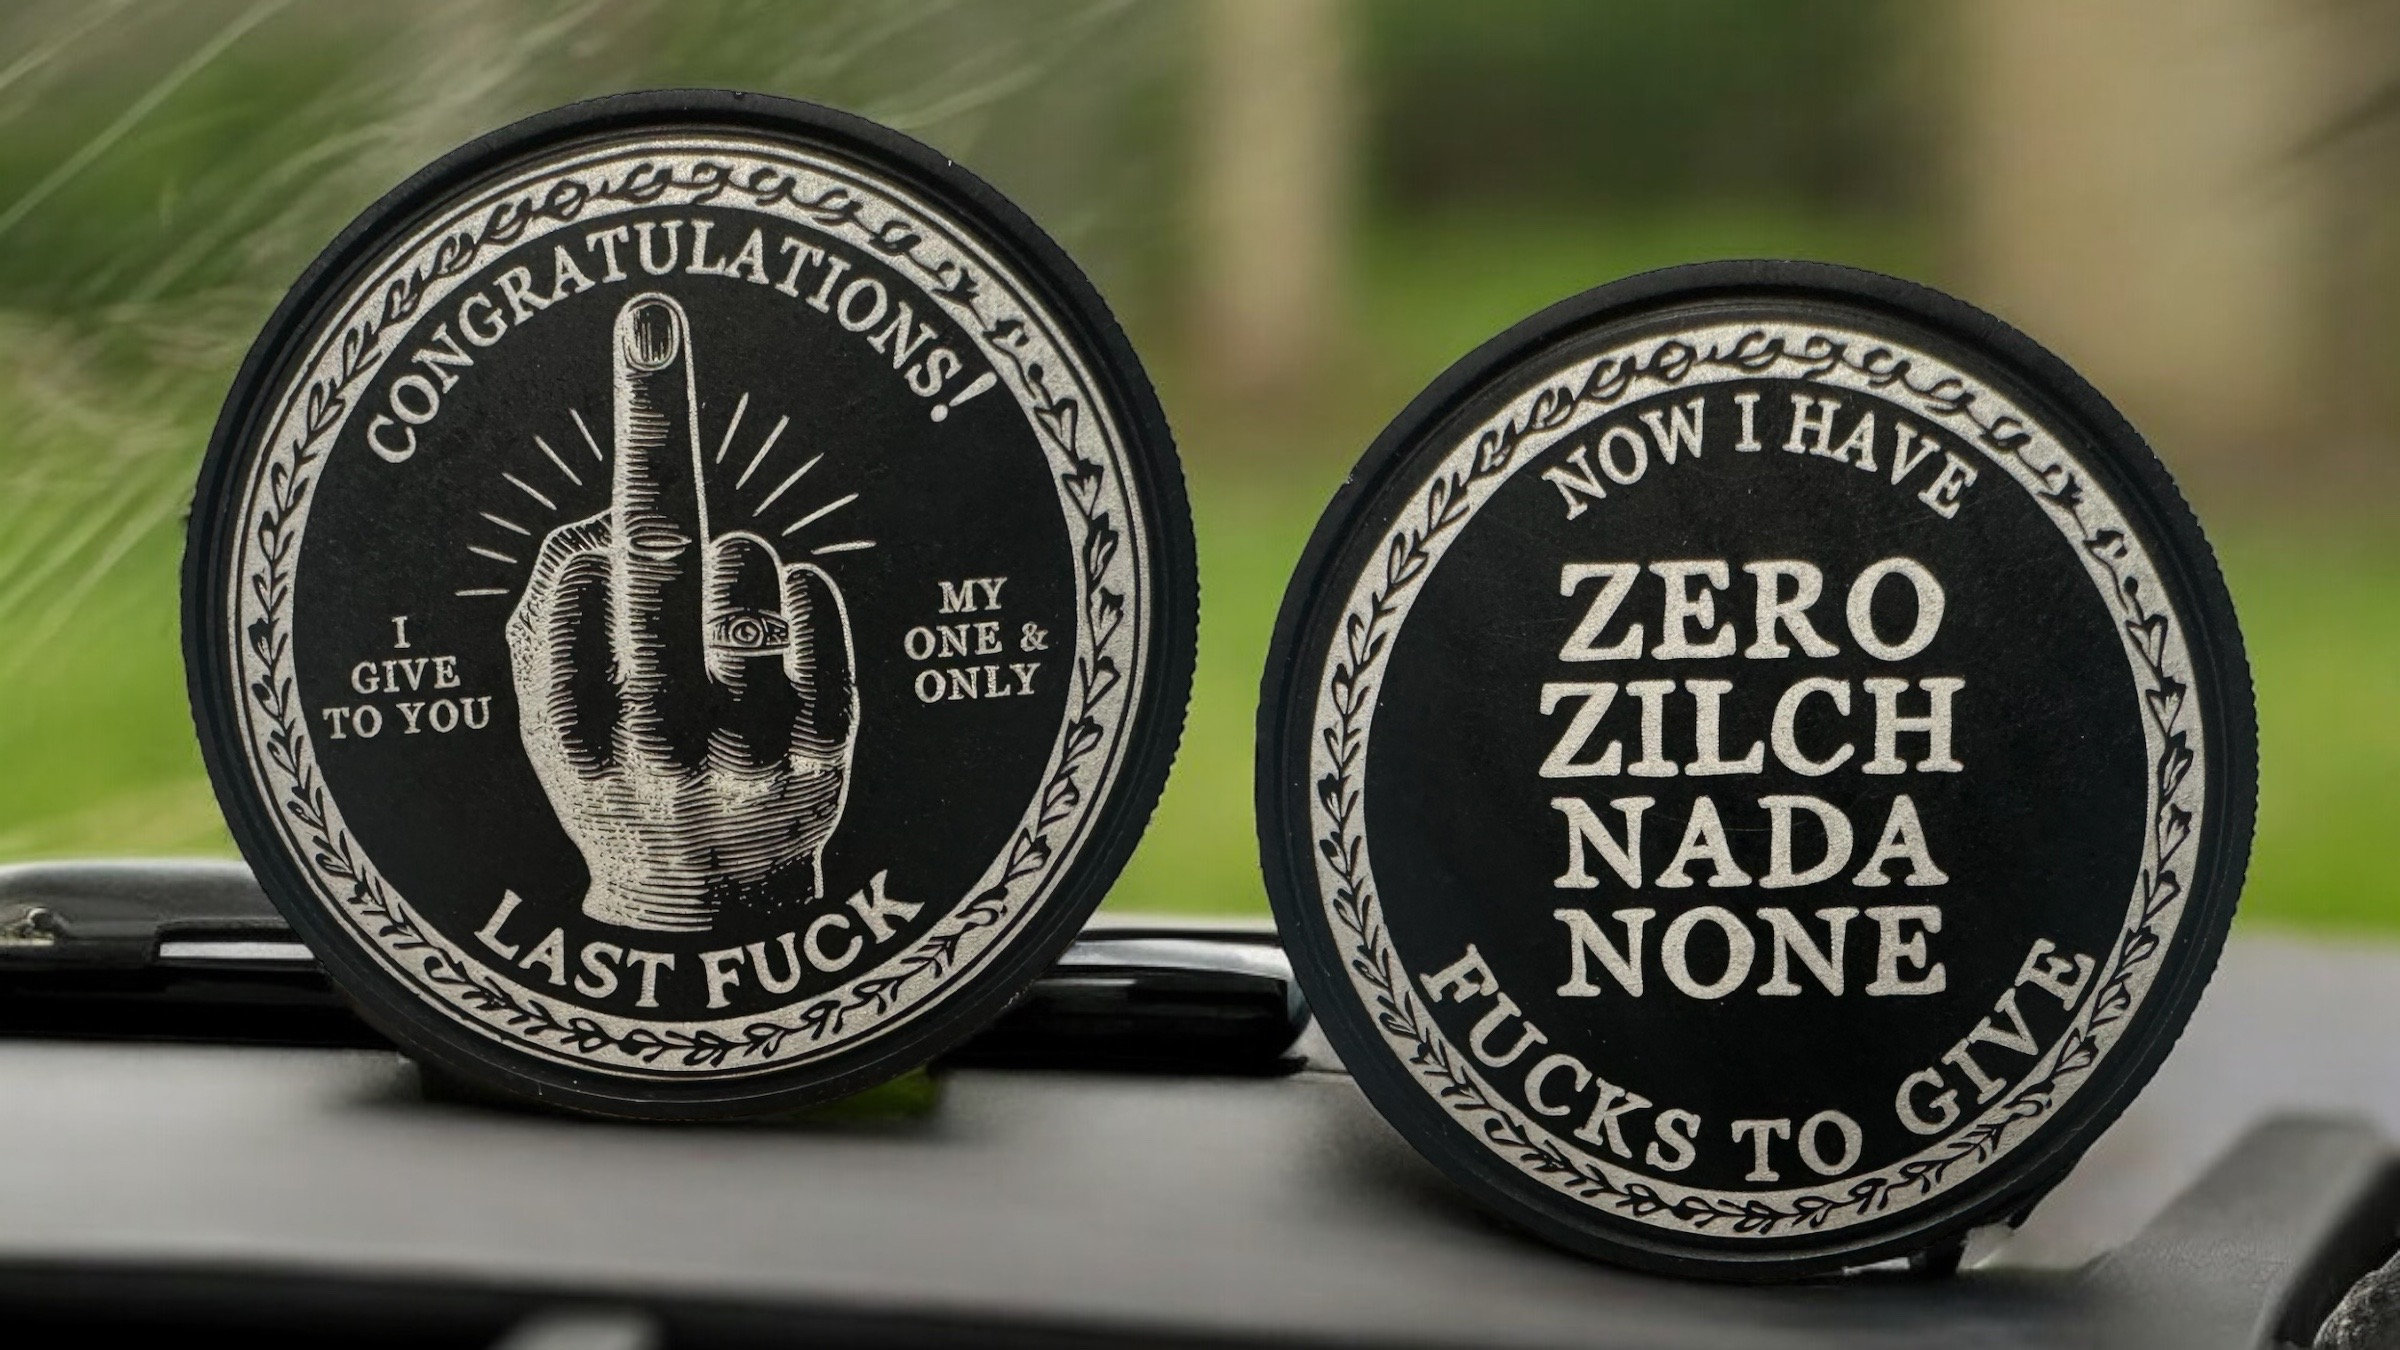 CONGRATULATIONS!
I
GIVE
TO YOU
MY
ONE &
ONLY
LAST FUCK
NOW I HAVE
ZERO
ZILCH
NADA
NONE
FUCKS TO GIVE